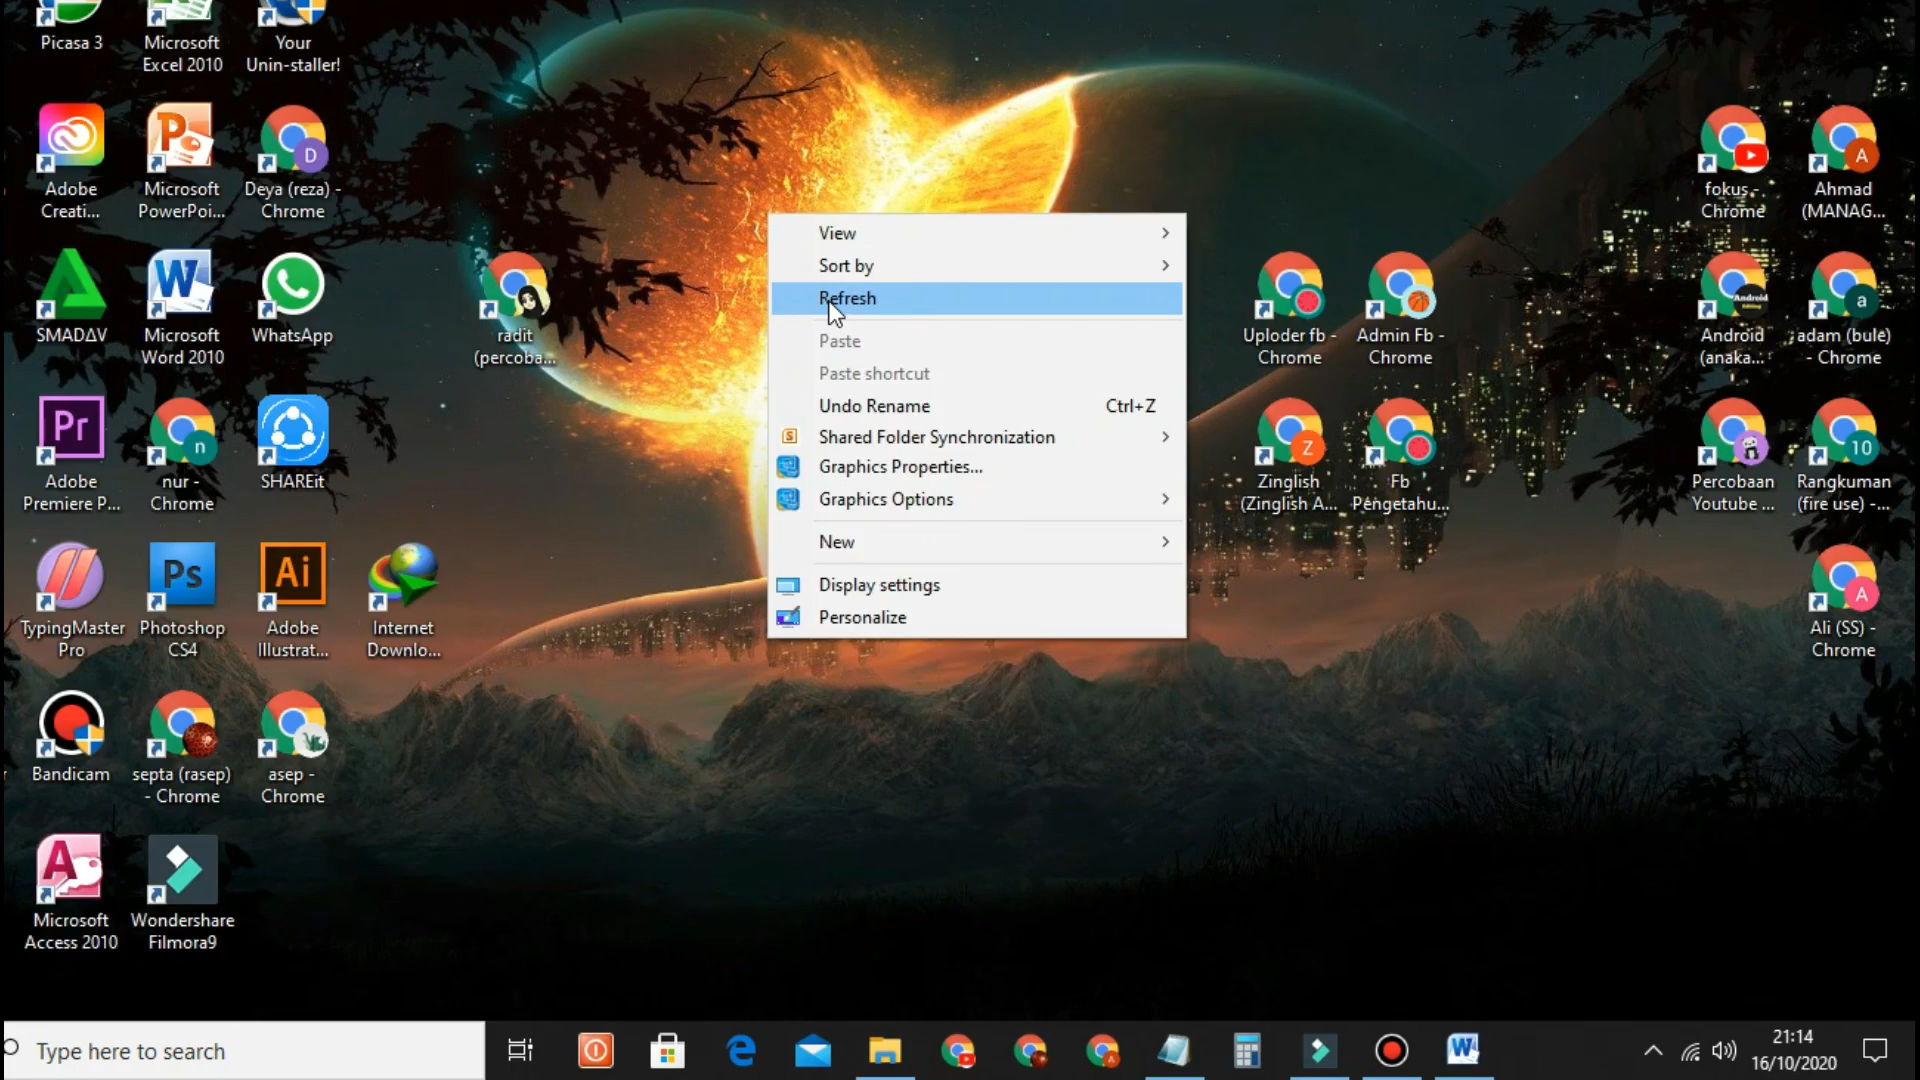 Picasa 3
Microsoft
Excel 2010
Your
Unin-staller!
Adobe
Creati...
Microsoft
PowerPoi...
Deya (reza) -
Chrome
fokus -
Chrome
Ahmad
(MANAG...
SMADΔV
Microsoft
Word 2010
WhatsApp
radit
(percoba...
Uploder fb -
Chrome
Admin Fb -
Chrome
Android
(anaka...
adam (bule)
- Chrome
Adobe
Premiere P...
nur -
Chrome
SHAREit
Zinglish
(Zinglish A...
Fb
Pengetahu...
Percobaan
Youtube ...
Rangkuman
(fire use) -...
TypingMaster
Pro
Photoshop
CS4
Adobe
Illustrat...
Internet
Downlo...
Ali (SS) -
Chrome
Bandicam
septa (rasep)
- Chrome
asep -
Chrome
Microsoft
Access 2010
Wondershare
Filmora9
View
Sort by
Refresh
Paste
Paste shortcut
Undo Rename Ctrl+Z
Shared Folder Synchronization
Graphics Properties...
Graphics Options
New
Display settings
Personalize
Type here to search
21:14
16/10/2020